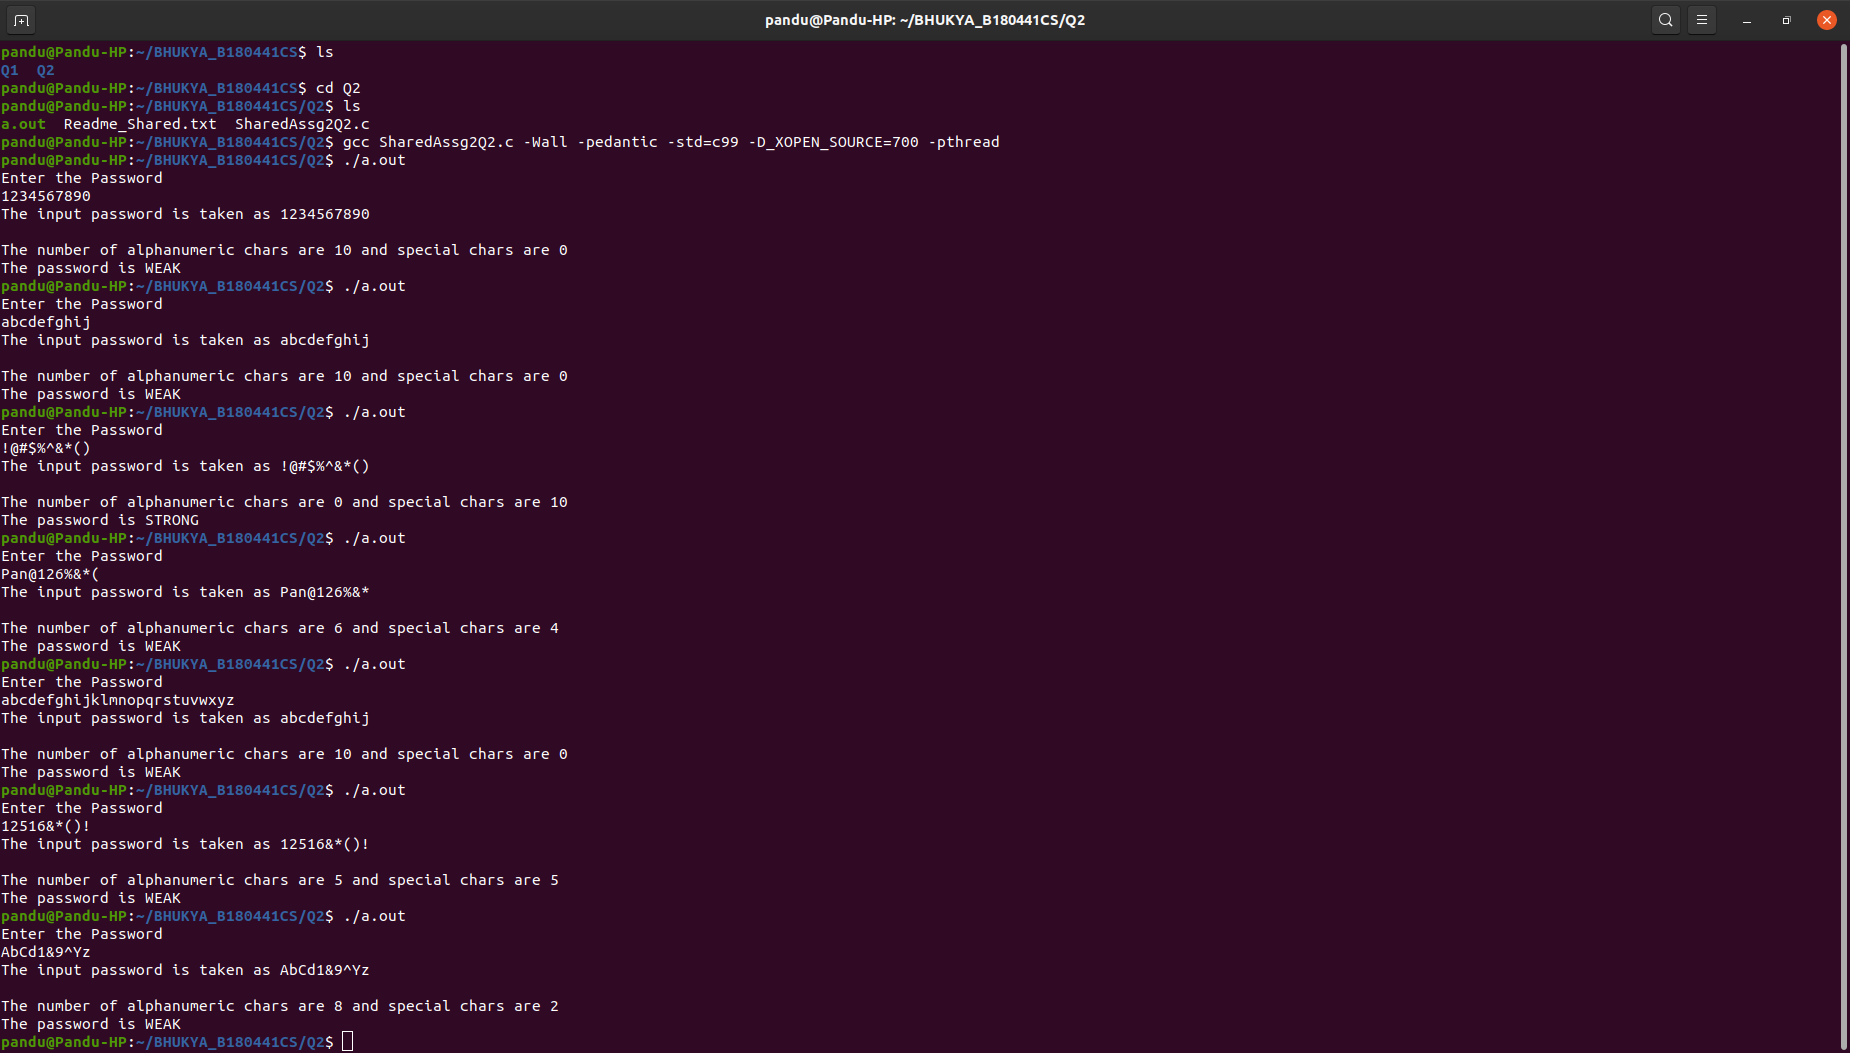 pandu@Pandu-HP: ~/BHUKYA_B180441CS/Q2
pandu@Pandu-HP:~/BHUKYA_B180441CS$ ls
Q1  Q2
pandu@Pandu-HP:~/BHUKYA_B180441CS$ cd Q2
pandu@Pandu-HP:~/BHUKYA_B180441CS/Q2$ ls
a.out  Readme_Shared.txt  SharedAssg2Q2.c
pandu@Pandu-HP:~/BHUKYA_B180441CS/Q2$ gcc SharedAssg2Q2.c -Wall -pedantic -std=c99 -D_XOPEN_SOURCE=700 -pthread
pandu@Pandu-HP:~/BHUKYA_B180441CS/Q2$ ./a.out
Enter the Password
1234567890
The input password is taken as 1234567890

The number of alphanumeric chars are 10 and special chars are 0
The password is WEAK
pandu@Pandu-HP:~/BHUKYA_B180441CS/Q2$ ./a.out
Enter the Password
abcdefghij
The input password is taken as abcdefghij

The number of alphanumeric chars are 10 and special chars are 0
The password is WEAK
pandu@Pandu-HP:~/BHUKYA_B180441CS/Q2$ ./a.out
Enter the Password
!@#$%^&*()
The input password is taken as !@#$%^&*()

The number of alphanumeric chars are 0 and special chars are 10
The password is STRONG
pandu@Pandu-HP:~/BHUKYA_B180441CS/Q2$ ./a.out
Enter the Password
Pan@126%&*(
The input password is taken as Pan@126%&*

The number of alphanumeric chars are 6 and special chars are 4
The password is WEAK
pandu@Pandu-HP:~/BHUKYA_B180441CS/Q2$ ./a.out
Enter the Password
abcdefghijklmnopqrstuvwxyz
The input password is taken as abcdefghij

The number of alphanumeric chars are 10 and special chars are 0
The password is WEAK
pandu@Pandu-HP:~/BHUKYA_B180441CS/Q2$ ./a.out
Enter the Password
12516&*()!
The input password is taken as 12516&*()!

The number of alphanumeric chars are 5 and special chars are 5
The password is WEAK
pandu@Pandu-HP:~/BHUKYA_B180441CS/Q2$ ./a.out
Enter the Password
AbCd1&9^Yz
The input password is taken as AbCd1&9^Yz

The number of alphanumeric chars are 8 and special chars are 2
The password is WEAK
pandu@Pandu-HP:~/BHUKYA_B180441CS/Q2$